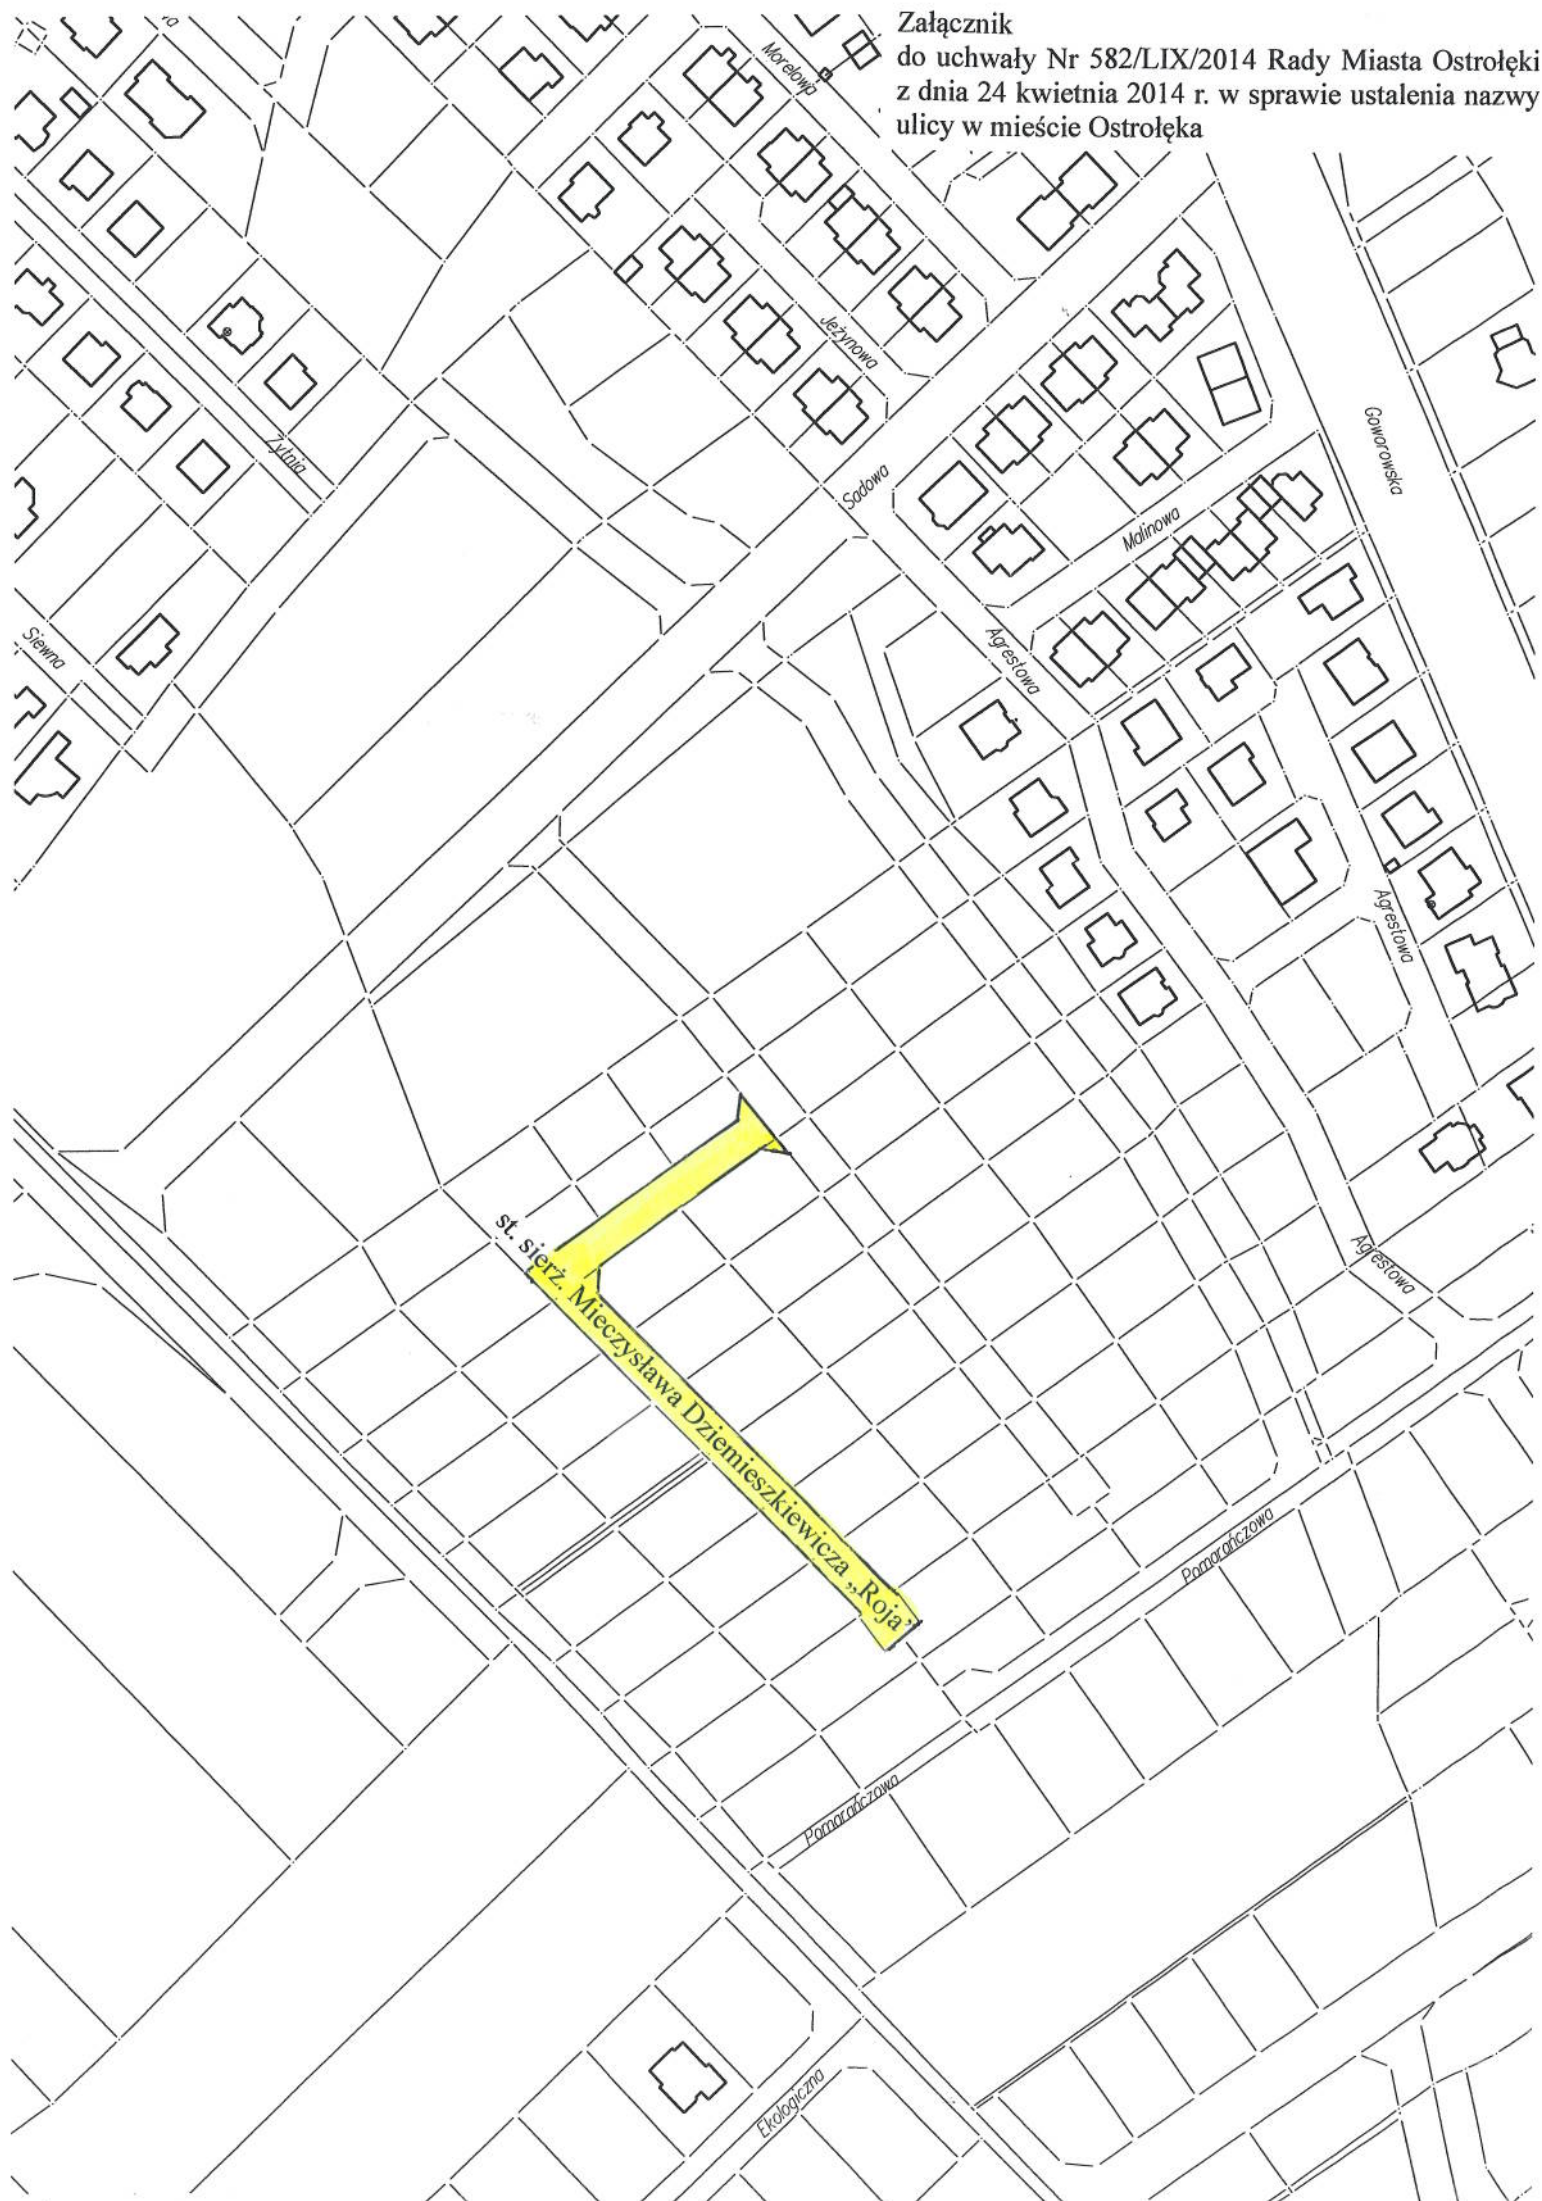 Załącznik
do uchwały Nr 582/LIX/2014 Rady Miasta Ostrołęki
z dnia 24 kwietnia 2014 r. w sprawie ustalenia nazwy
ulicy w mieście Ostrołęka
Morelowa
Jeżynowa
Goworowska
Żytnia
Sadowa
Malinowa
Siewna
Agrestowa
Agrestowa
st. sierż. Mieczysława Dziemieszkiewicza „Roja”
Agrestowa
Pomarańczowa
Pomarańczowa
Ekologiczna